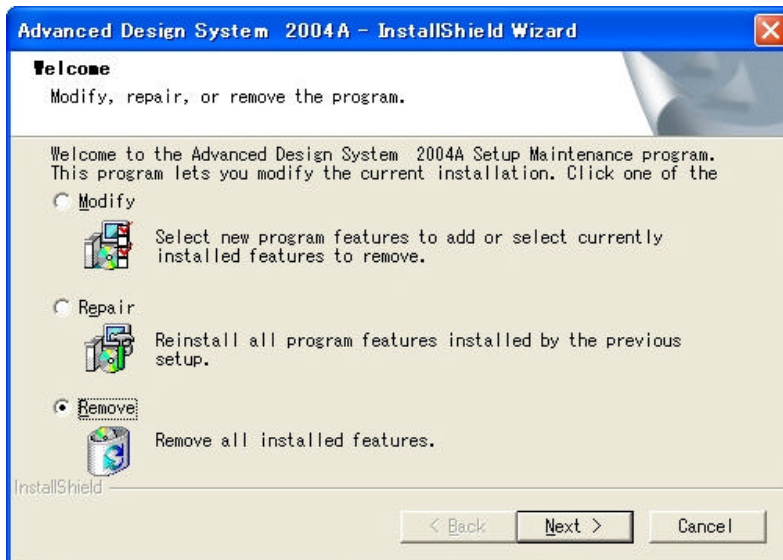 Advanced Design System  2004A - InstallShield Wizard
Welcome
Modify, repair, or remove the program.
Welcome to the Advanced Design System  2004A Setup Maintenance program.
This program lets you modify the current installation. Click one of the
Modify
Select new program features to add or select currently
installed features to remove.
Repair
Reinstall all program features installed by the previous
setup.
Remove
Remove all installed features.
InstallShield
< Back
Next >
Cancel